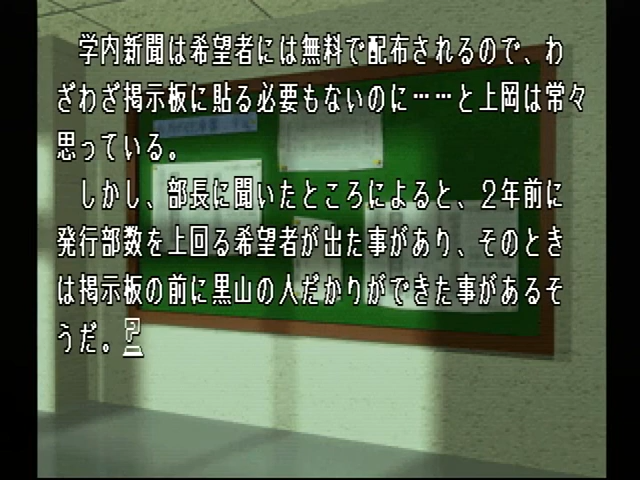 学内新聞は希望者には無料で配布されるので、わ
ざわざ掲示板に貼る必要もないのに……と上岡は常々
思っている。
　しかし、部長に聞いたところによると、2年前に
発行部数を上回る希望者が出た事があり、そのとき
は掲示板の前に黒山の人だかりができた事があるそ
うだ。